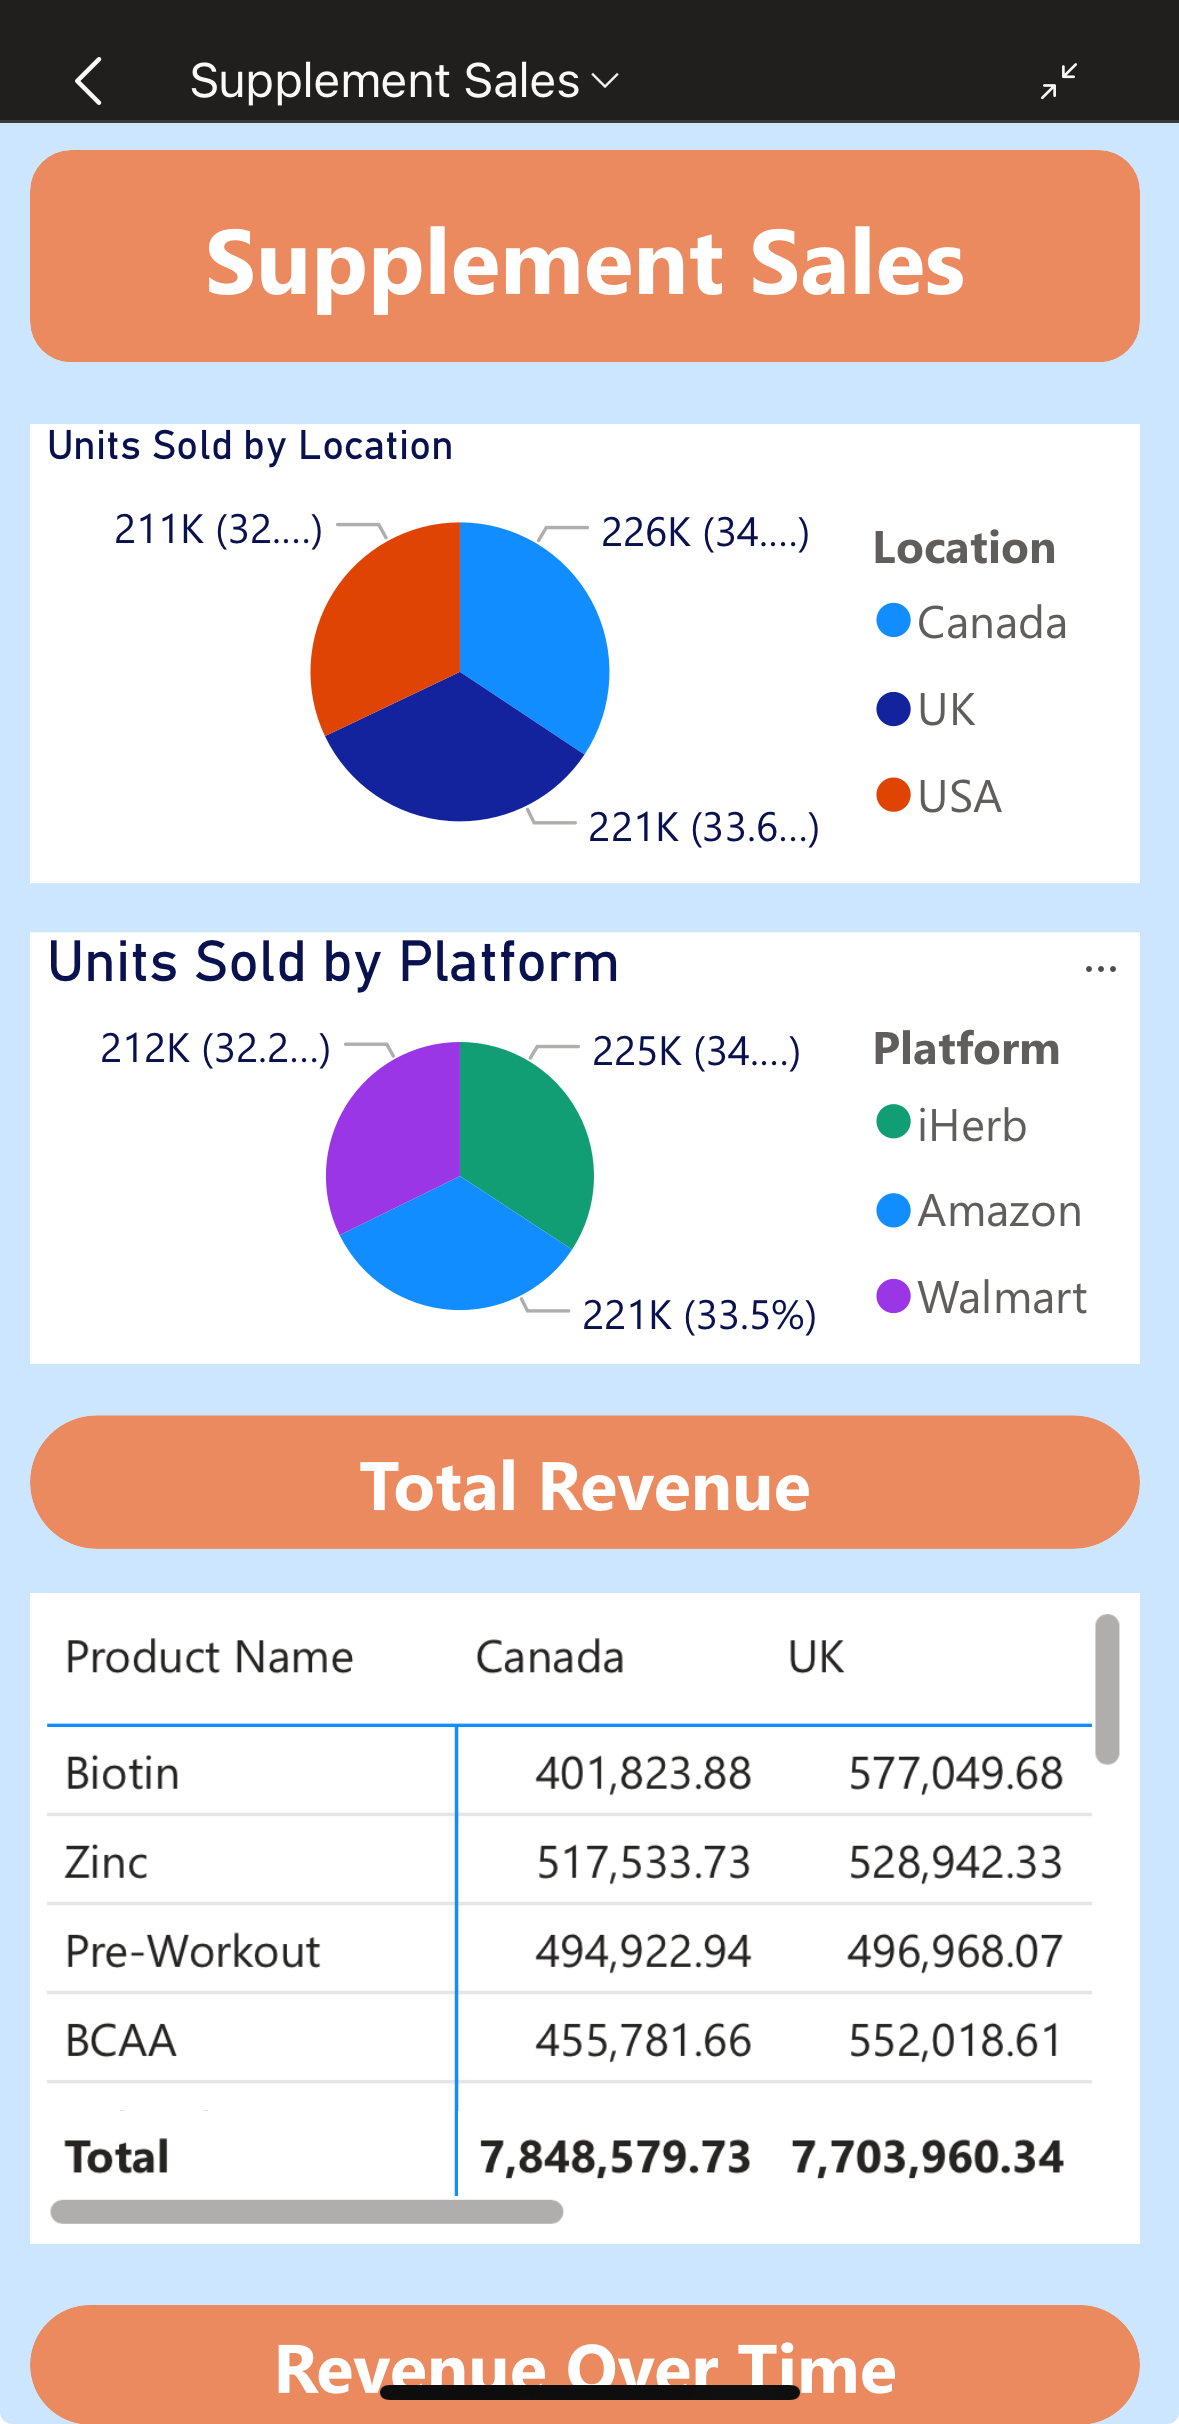 Supplement Sales
Supplement Sales
Units Sold by Location
211K (32....)
226K (34....)
221K (33.6...)
Location
Canada
UK
USA
Units Sold by Platform
...
212K (32.2...)
225K (34....)
221K (33.5%)
Platform
iHerb
Amazon
Walmart
Total Revenue
Product Name Canada UK
Biotin 401,823.88 577,049.68
Zinc 517,533.73 528,942.33
Pre-Workout 494,922.94 496,968.07
BCAA 455,781.66 552,018.61
Total 7,848,579.73 7,703,960.34
Revenue Over Time